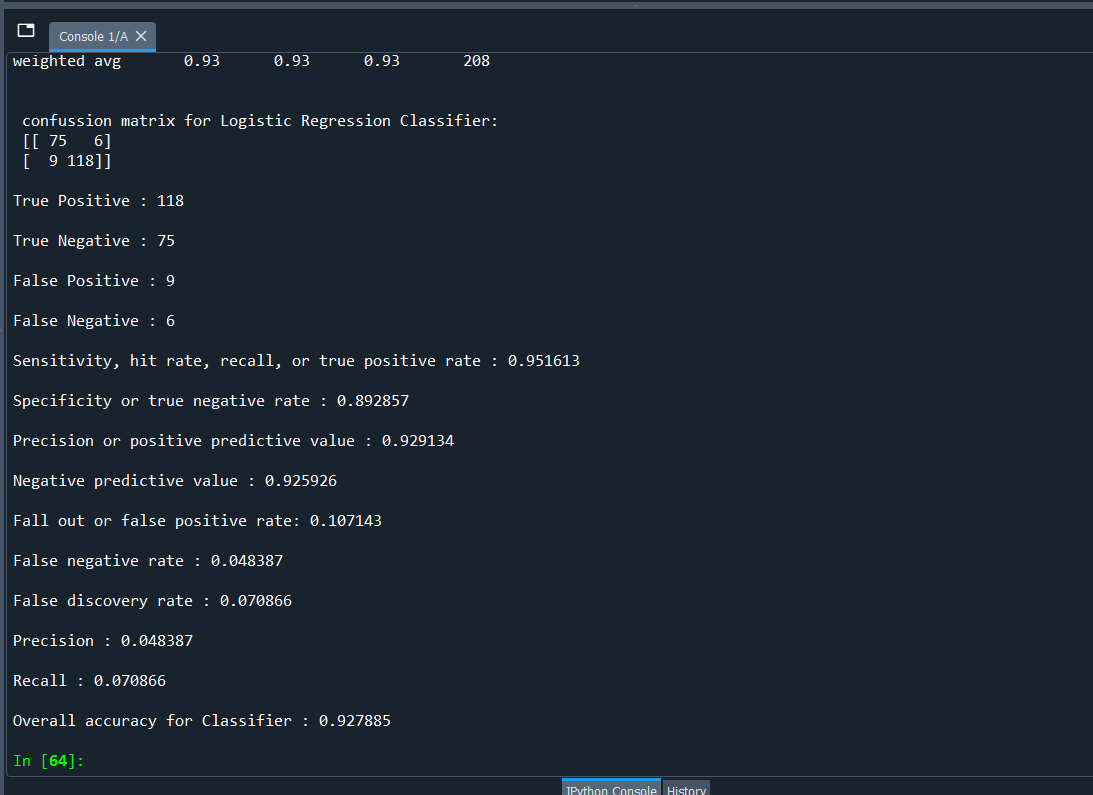 Console 1/A
weighted avg 0.93 0.93 0.93 208
confussion matrix for Logistic Regression Classifier:
[[ 75 6]
[ 9 118]]
True Positive : 118
True Negative : 75
False Positive : 9
False Negative : 6
Sensitivity, hit rate, recall, or true positive rate : 0.951613
Specificity or true negative rate : 0.892857
Precision or positive predictive value : 0.929134
Negative predictive value : 0.925926
Fall out or false positive rate: 0.107143
False negative rate : 0.048387
False discovery rate : 0.070866
Precision : 0.048387
Recall : 0.070866
Overall accuracy for Classifier : 0.927885
In [64]:
IPython Console History